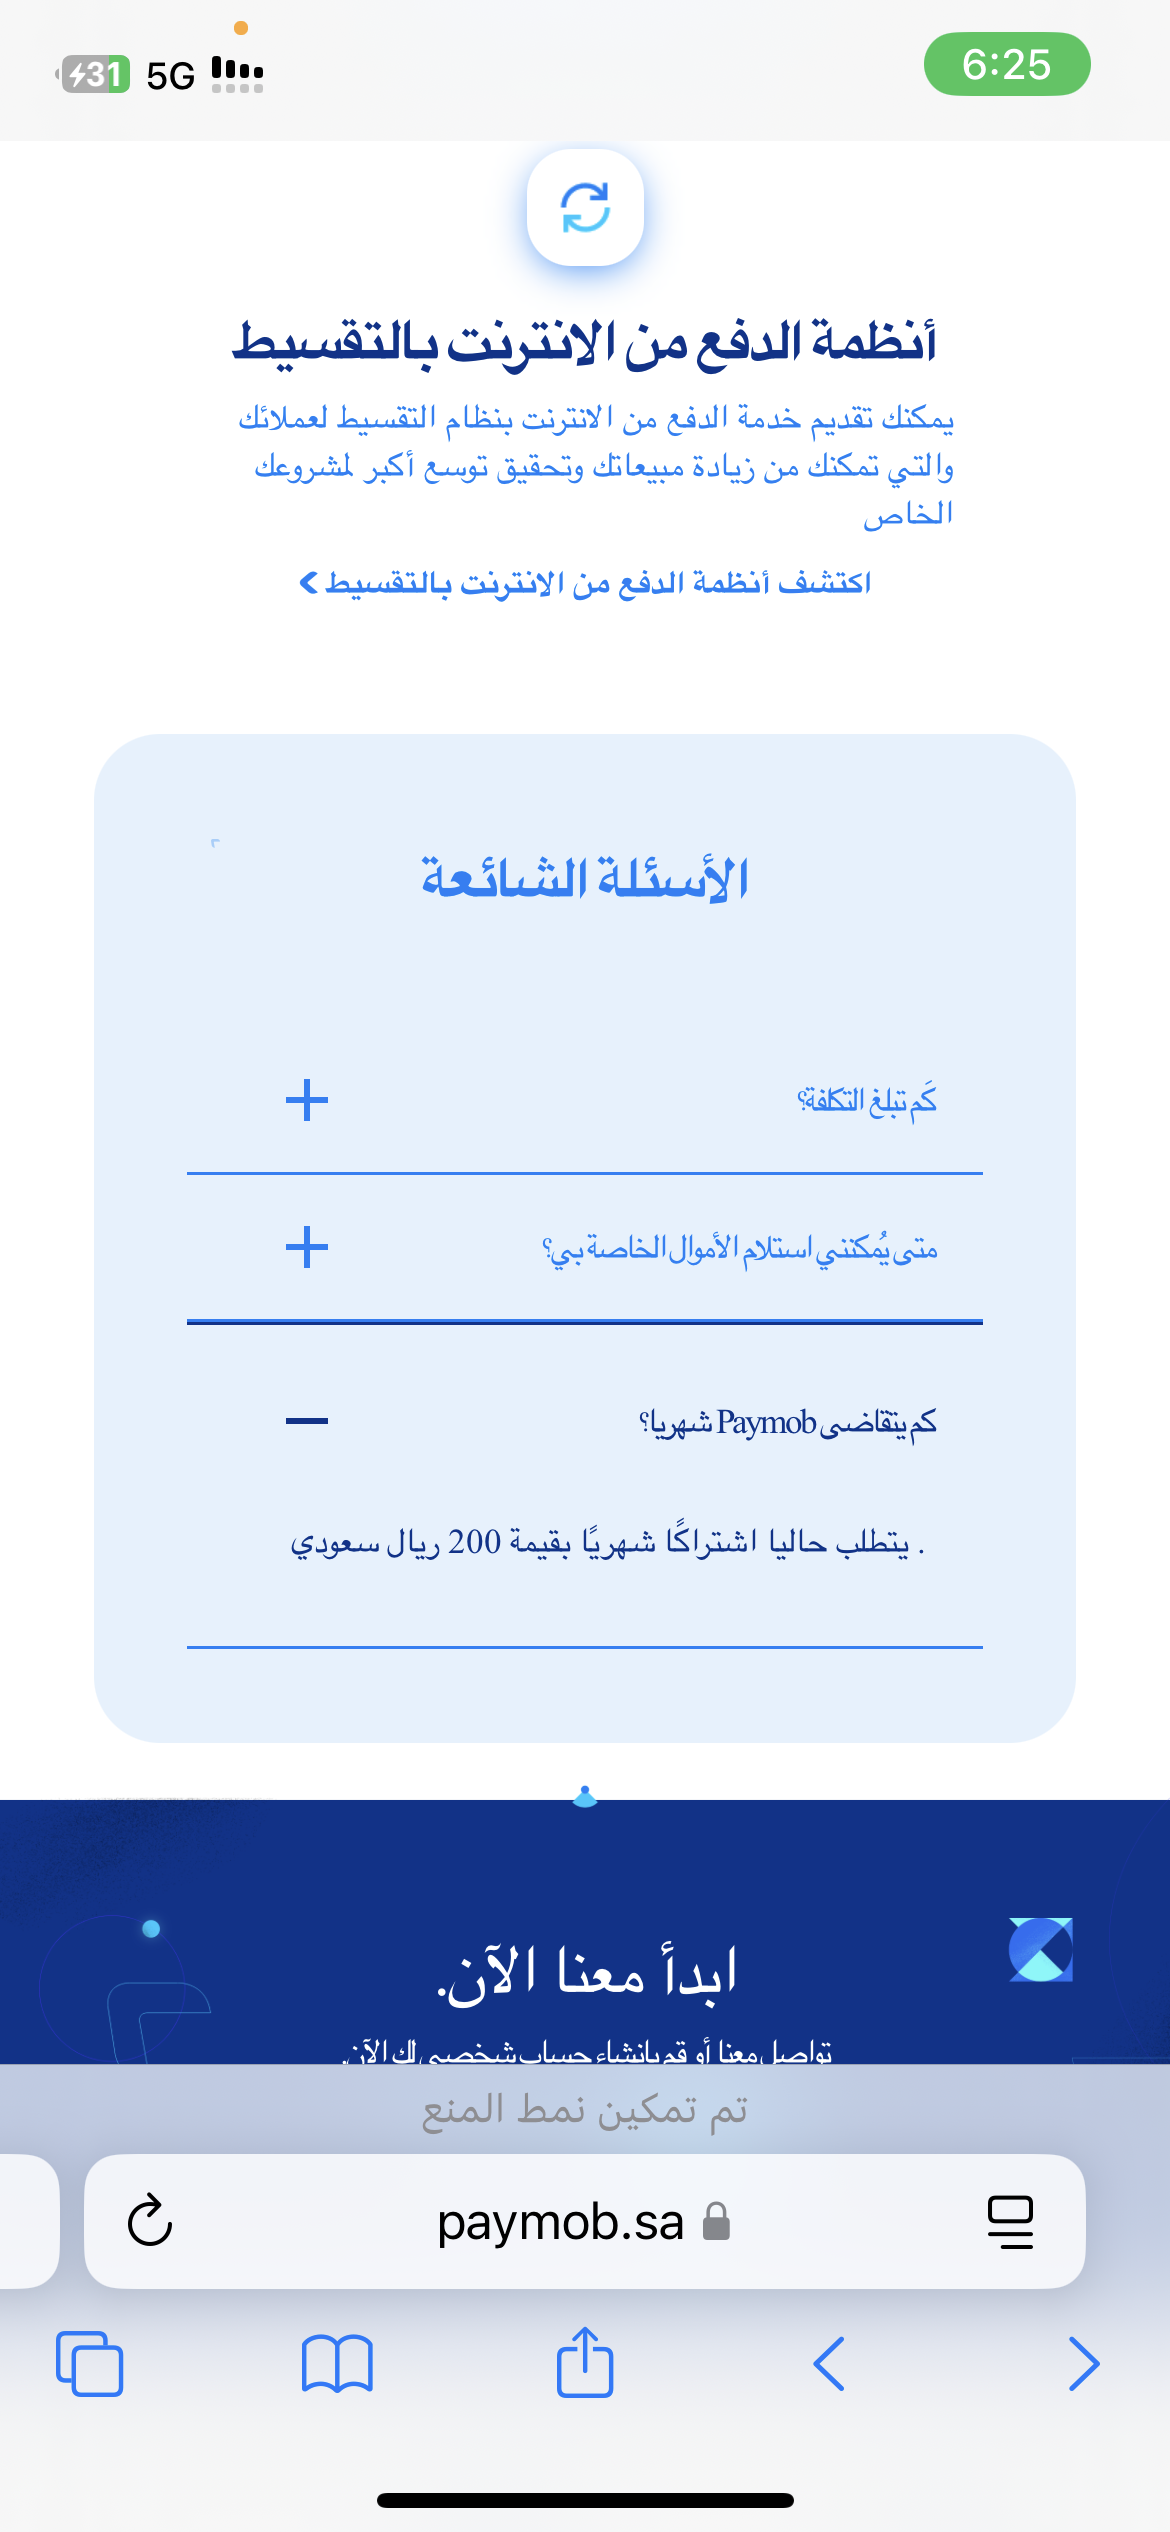 6:25
5G 31
أنظمة الدفع من الانترنت بالتقسيط
يمكنك تقديم خدمة الدفع من الانترنت بنظام التقسيط لعملائك
والتي تمكنك من زيادة مبيعاتك وتحقيق توسع أكبر لمشروعك
الخاص
اكتشف أنظمة الدفع من الانترنت بالتقسيط
الأسئلة الشائعة
كَم تبلغ التكلفة؟
متى يُمكنني استلام الأموال الخاصة بي؟
كم يتقاضى Paymob شهريا؟
. يتطلب حاليا اشتراكًا شهريًا بقيمة 200 ريال سعودي
ابدأ معنا الآن.
تواصل معنا أو قم بإنشاء حساب شخصي لك الآن.
تم تمكين نمط المنع
paymob.sa